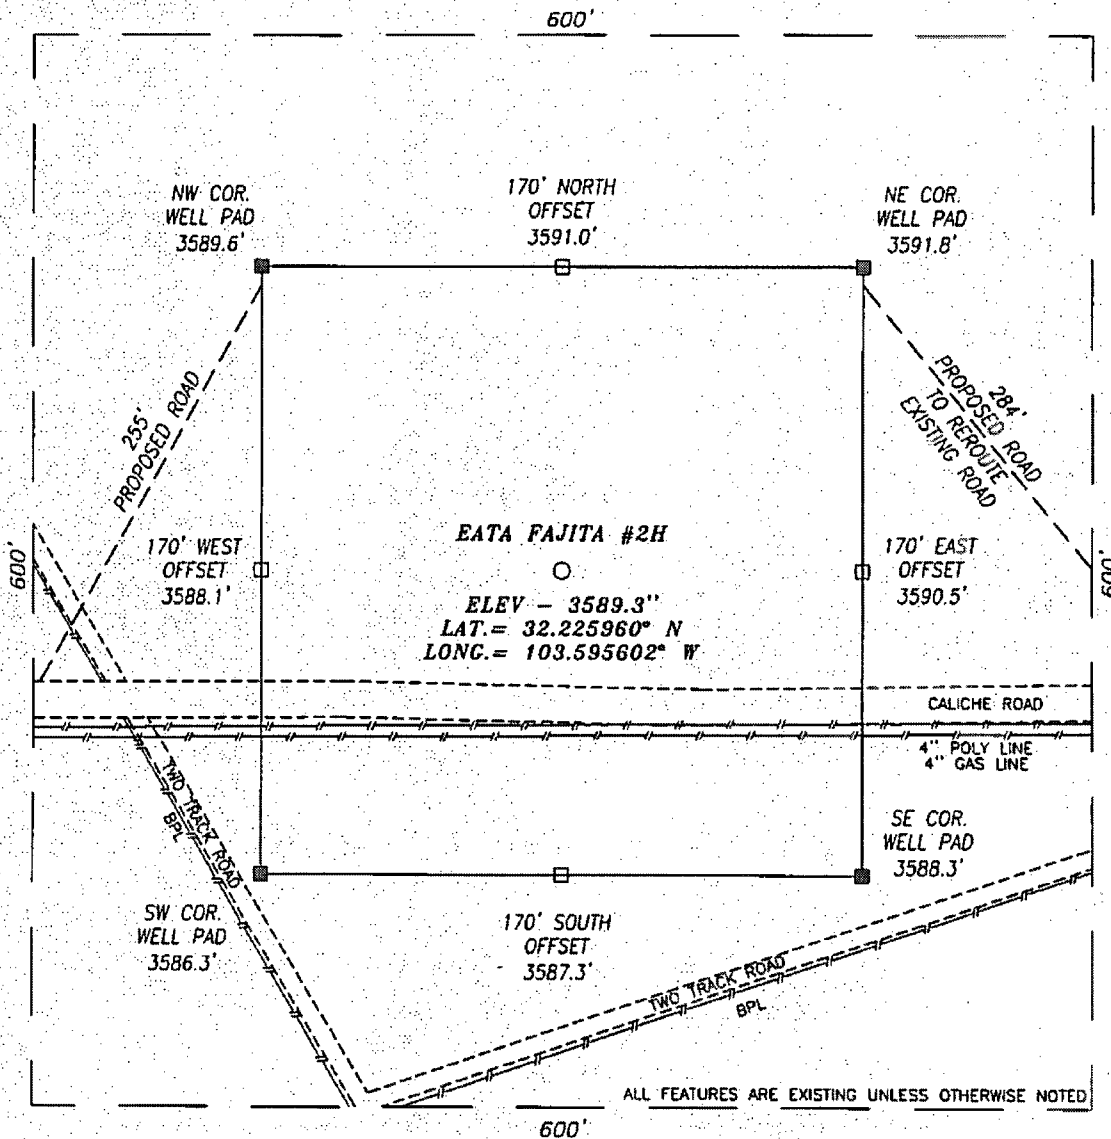 600'
NW COR.
WELL PAD
3589.6'
170' NORTH
OFFSET
3591.0'
NE COR.
WELL PAD
3591.8'
255'
PROPOSED ROAD
284'
PROPOSED ROAD
TO REROUTE
EXISTING ROAD
600'
170' WEST
OFFSET
3588.1'
EATA FAJITA #2H
ELEV - 3589.3"
LAT.= 32.225960° N
LONG.= 103.595602° W
170' EAST
OFFSET
3590.5'
600'
CALICHE ROAD
4" POLY LINE
4" GAS LINE
TWO TRACK ROAD
BPL
SE COR.
WELL PAD
3588.3'
SW COR.
WELL PAD
3586.3'
170' SOUTH
OFFSET
3587.3'
TWO TRACK ROAD
BPL
ALL FEATURES ARE EXISTING UNLESS OTHERWISE NOTED
600'